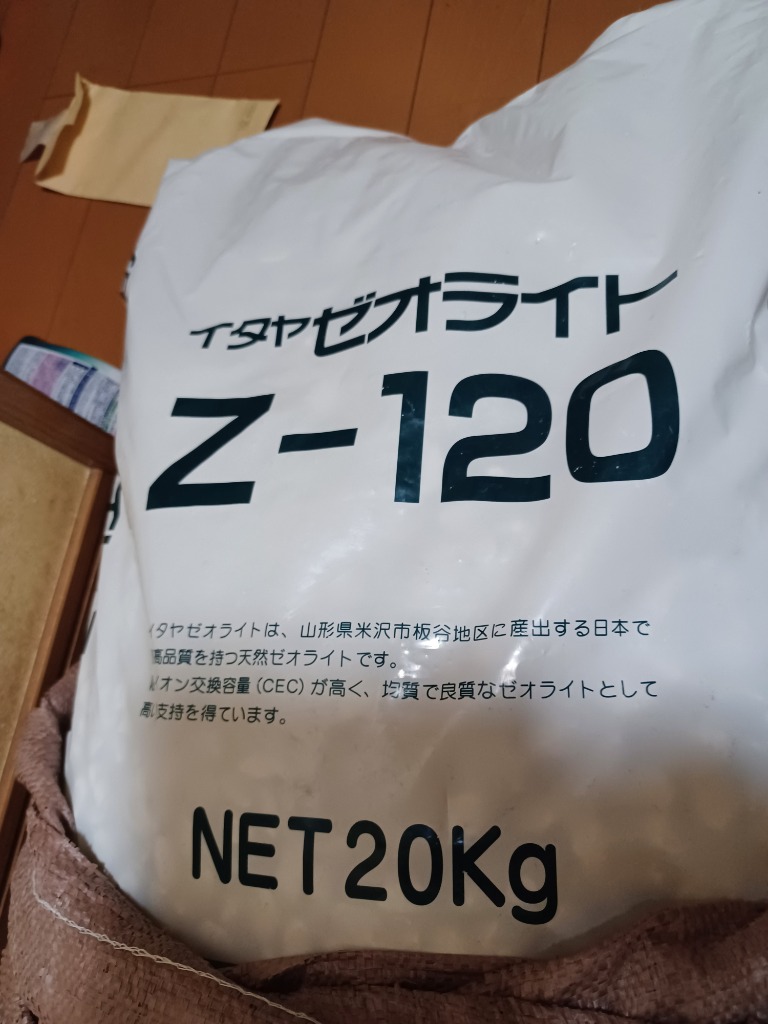 イタヤゼオライト
Z-120
イタヤゼオライトは、山形県米沢市板谷地区に産出する日本で
高品質を持つ天然ゼオライトです。
オン交換容量(CEC)が高く、均質で良質なゼオライトとして
高い支持を得ています。
NET20Kg